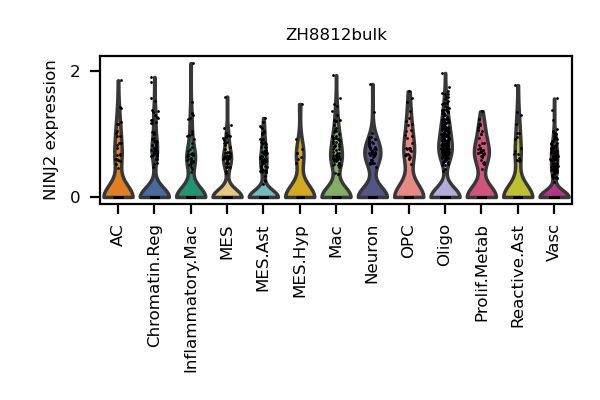 ZH8812bulk
NINJ2 expression
2
0
AC
Chromatin.Reg
Inflammatory.Mac
MES
MES.Ast
MES.Hyp
Mac
Neuron
OPC
Oligo
Prolif.Metab
Reactive.Ast
Vasc